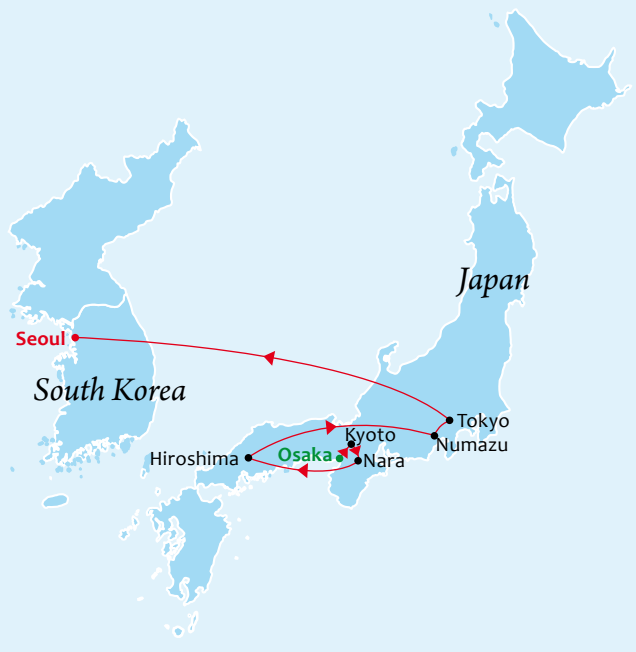 Japan
Seoul
South Korea
Tokyo
Kyoto
Numazu
Hiroshima
Osaka
Nara